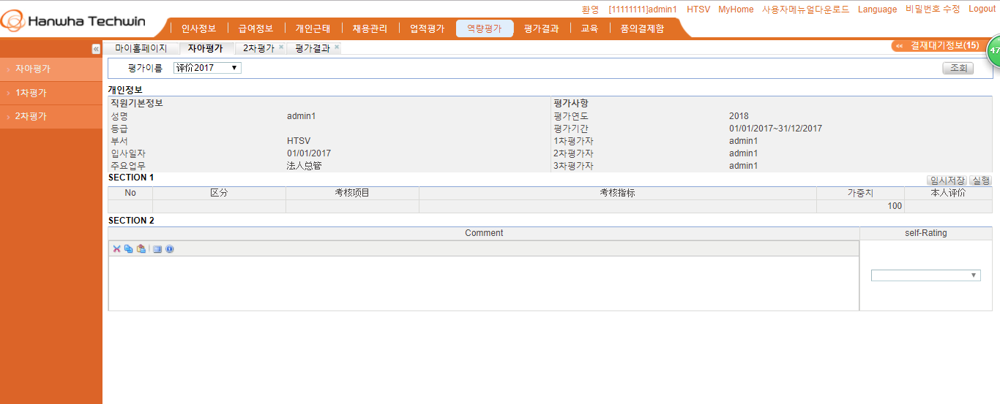 환영 [11111111]admin1 HTSV MyHome 사용자메뉴얼다운로드 Language 비밀번호 수정 Logout
Hanwha Techwin
인사정보 급여정보 개인근태 채용관리 업적평가 역량평가 평가결과 교육 품의결제함
마이홈페이지 자아평가 2차평가 평가결과 결재대기정보(15)
47
자아평가
1차평가
2차평가
평가이름 评价2017 조회
개인정보
직원기본정보 평가사항
성명 admin1 평가연도 2018
등급 평가기간 01/01/2017~31/12/2017
부서 HTSV 1차평가자 admin1
입사일자 01/01/2017 2차평가자 admin1
주요업무 法人总管 3차평가자 admin1
SECTION 1 임시저장 실행
No 区分 考核项目 考核指标 가중치 本人评价
100
SECTION 2
Comment self-Rating